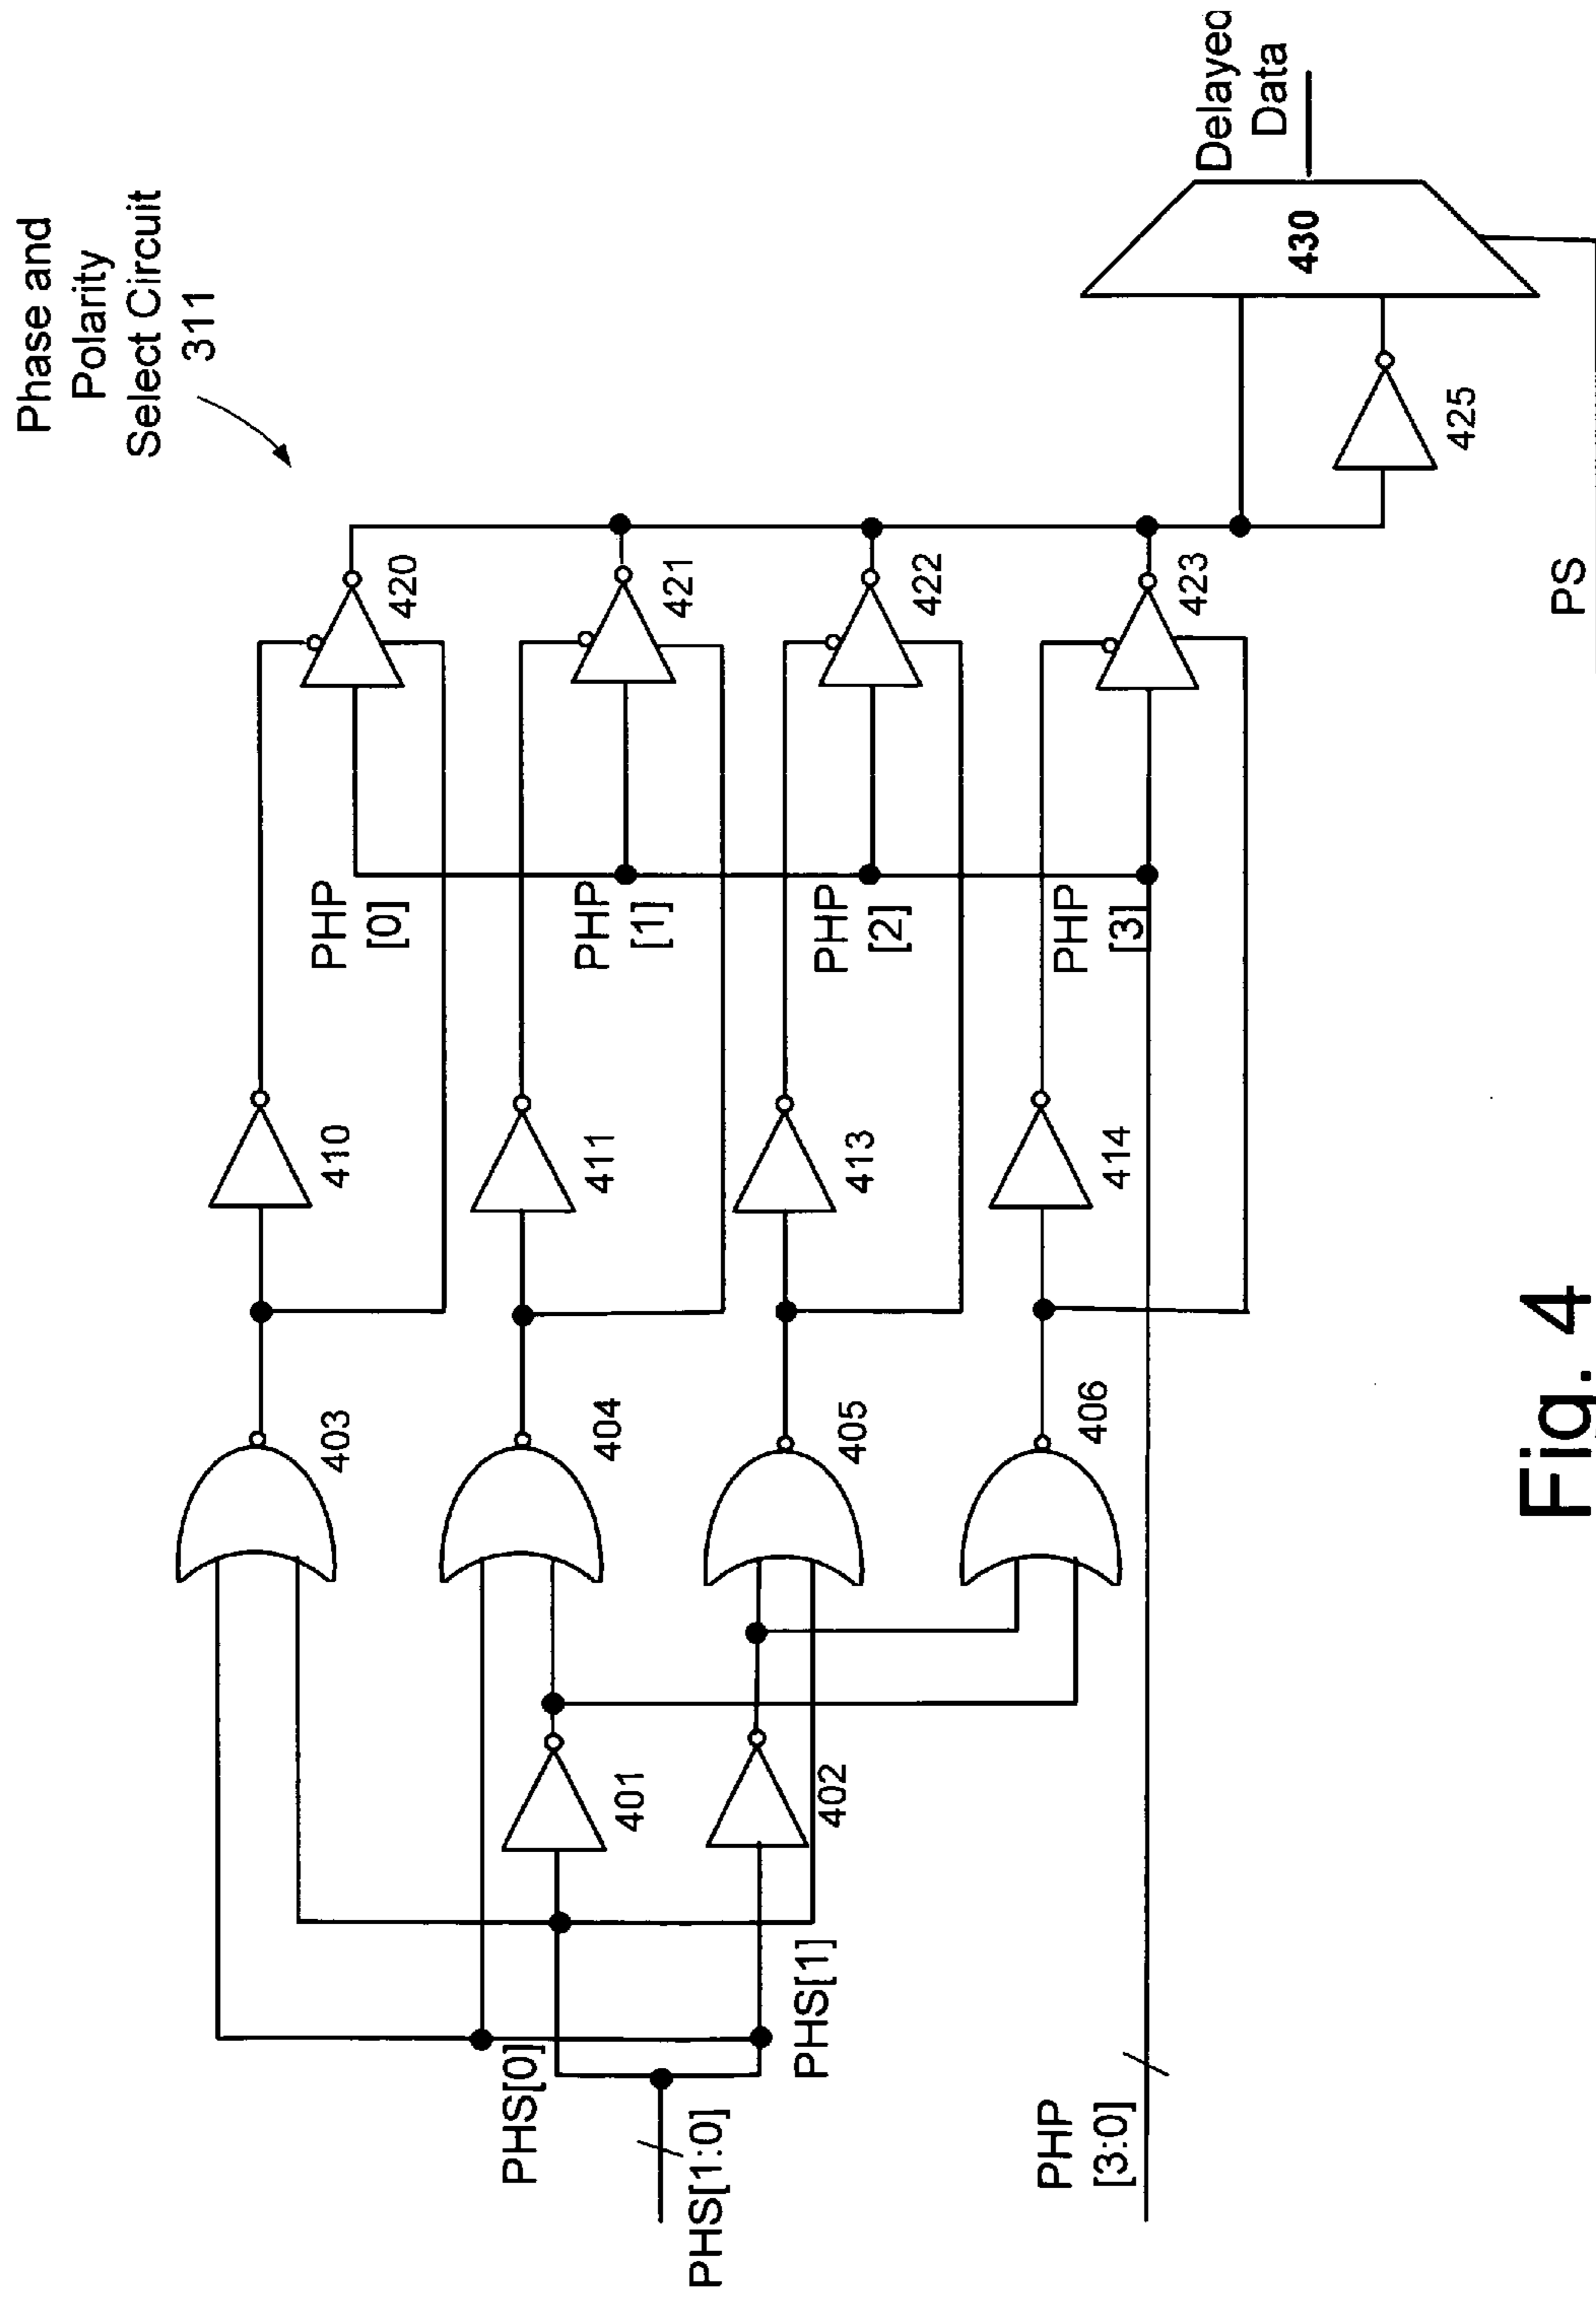 Phase and
Polarity
Select Circuit
311
PHS[1:0]
PHS[0]
PHS[1]
401
402
403
404
405
406
410
411
413
414
PHP
[3:0]
PHP
[0]
PHP
[1]
PHP
[2]
PHP
[3]
420
421
422
423
425
PS
430
Delayed
Data
Fig. 4